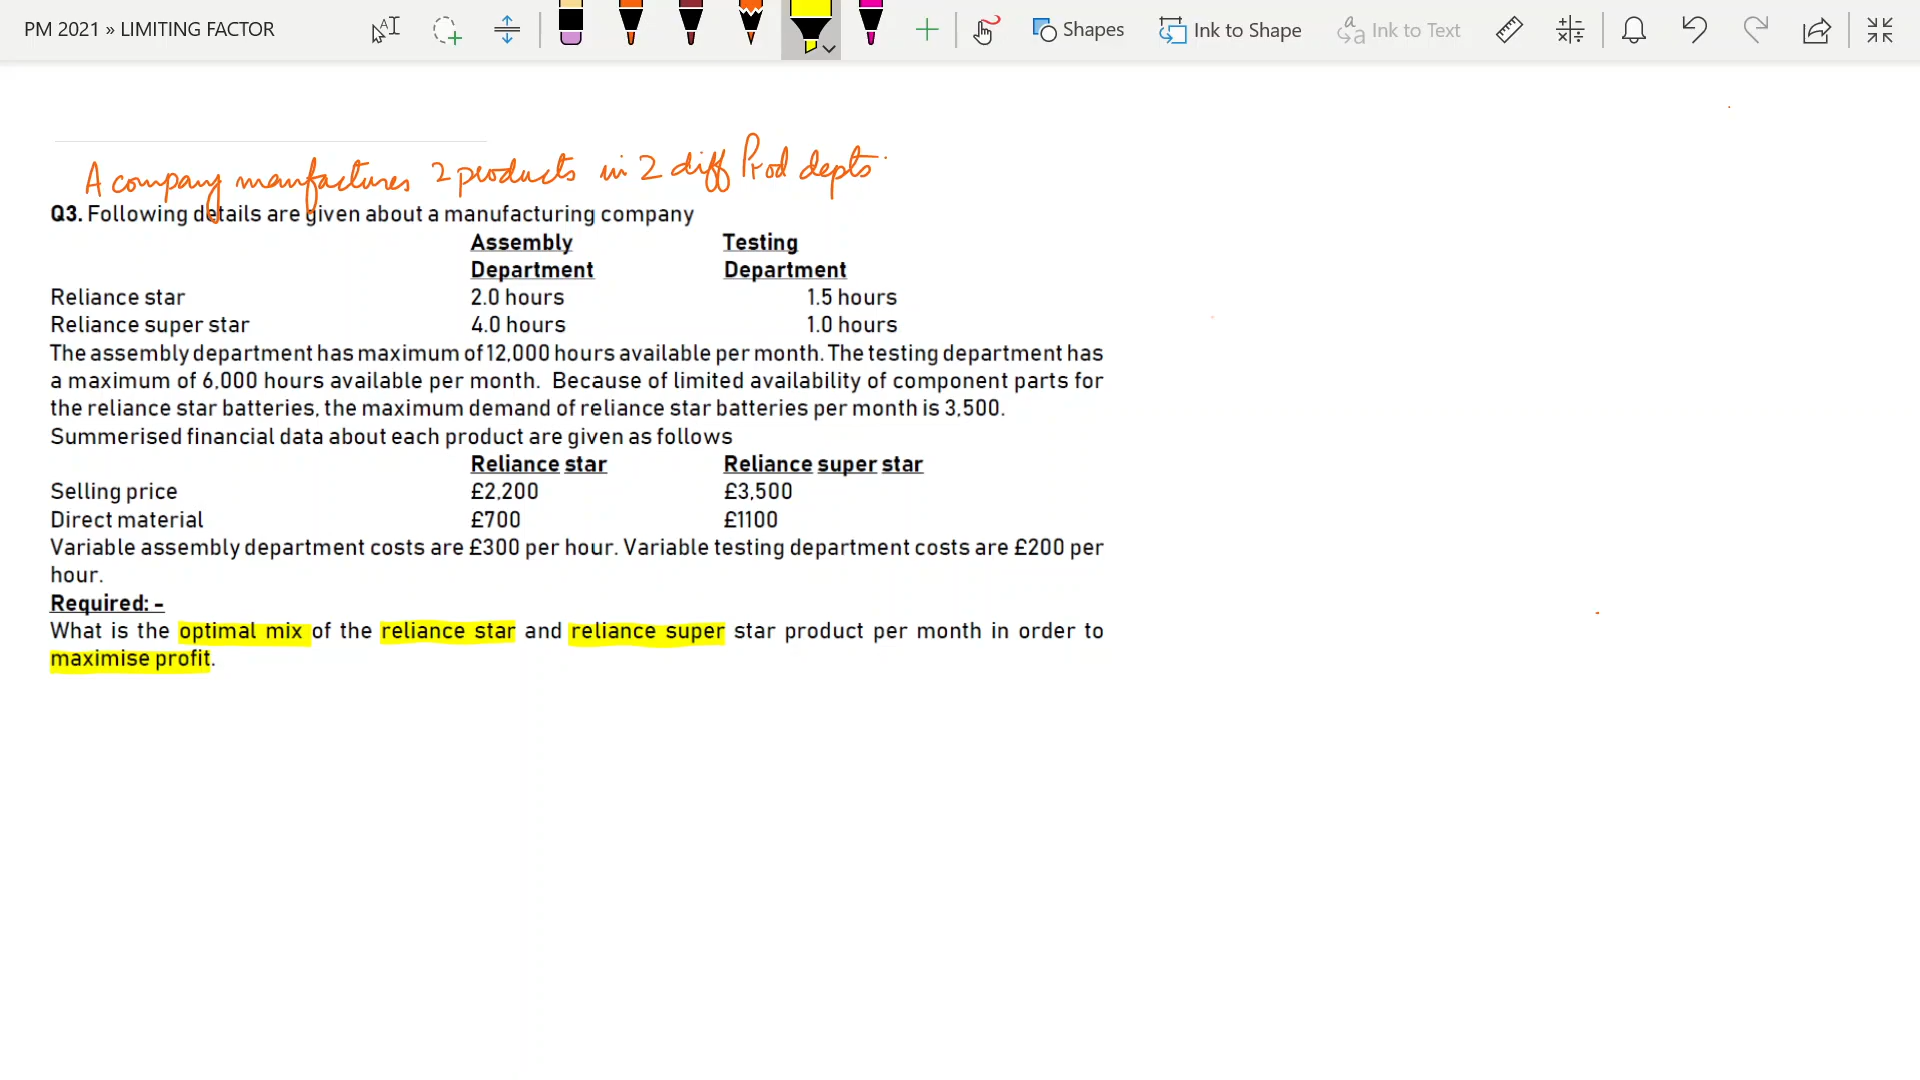 PM 2021 » LIMITING FACTOR
Shapes
Ink to Shape
Ink to Text
A company manfactures 2 products in 2 diff Prod depts.
Q3. Following details are given about a manufacturing company
Assembly Testing
Department Department
Reliance star 2.0 hours 1.5 hours
Reliance super star 4.0 hours 1.0 hours
The assembly department has maximum of 12,000 hours available per month. The testing department has
a maximum of 6,000 hours available per month. Because of limited availability of component parts for
the reliance star batteries, the maximum demand of reliance star batteries per month is 3,500.
Summerised financial data about each product are given as follows
Reliance star Reliance super star
Selling price £2,200 £3,500
Direct material £700 £1100
Variable assembly department costs are £300 per hour. Variable testing department costs are £200 per
hour.
Required: -
What is the optimal mix of the reliance star and reliance super star product per month in order to
maximise profit.